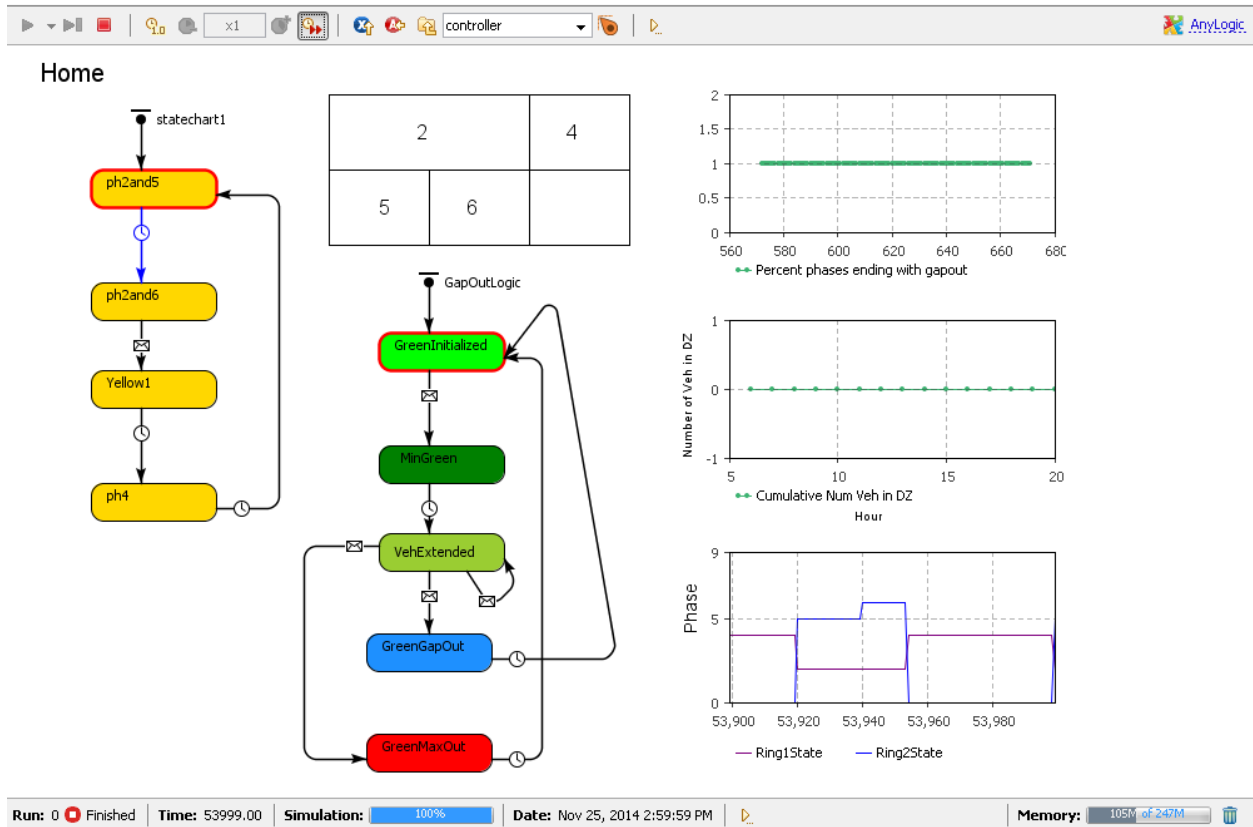 1.0
x1
controller
AnyLogic
Home
statechart1
ph2and5
ph2and6
Yellow1
ph4
2
4
5
6
GapOutLogic
GreenInitialized
MinGreen
VehExtended
GreenGapOut
GreenMaxOut
2
1.5
1
0.5
0
560 580 600 620 640 660 680
Percent phases ending with gapout
1
0
-1
Number of Veh in DZ
5 10 15 20
Cumulative Num Veh in DZ
Hour
9
5
0
Phase
53,900 53,920 53,940 53,960 53,980
Ring1State Ring2State
Run: 0 Finished Time: 53999.00 Simulation: 100% Date: Nov 25, 2014 2:59:59 PM Memory: 105M of 247M